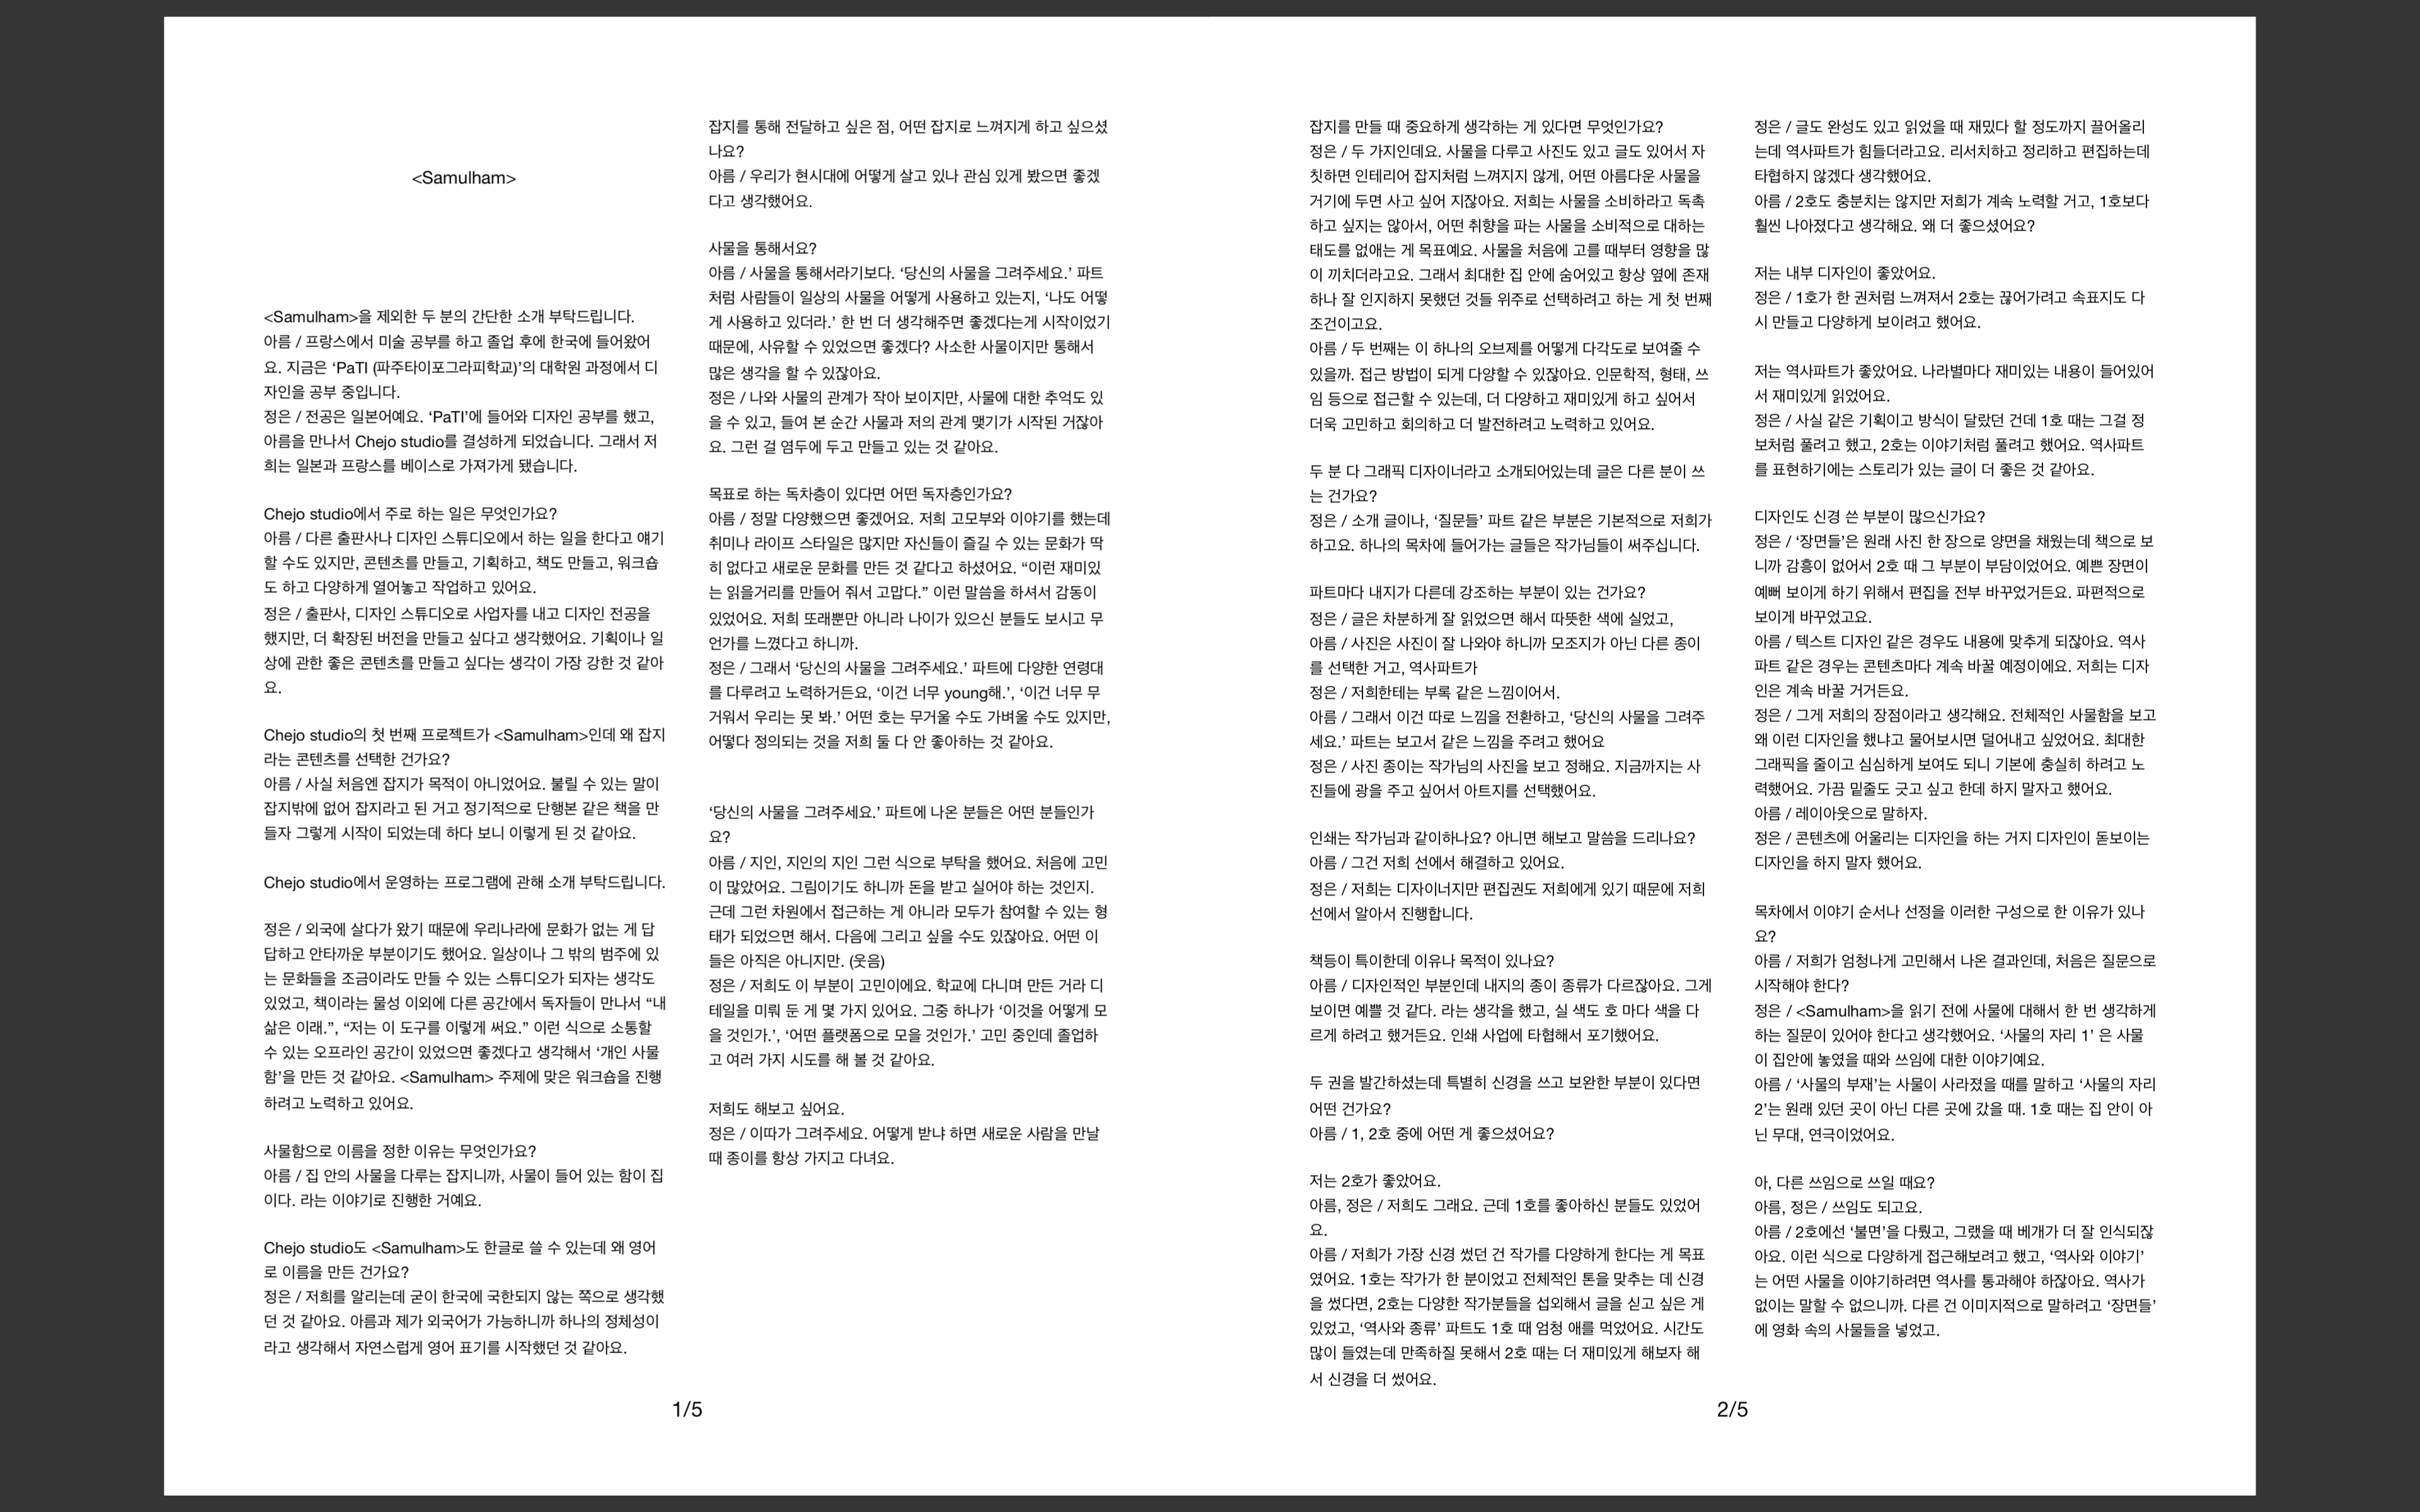 <Samulham>
<Samulham>을 제외한 두 분의 간단한 소개 부탁드립니다.
아름 / 프랑스에서 미술 공부를 하고 졸업 후에 한국에 들어왔어
요. 지금은 ‘PaTI (파주타이포그라피학교)’의 대학원 과정에서 디
자인을 공부 중입니다.
정은 / 전공은 일본어예요. ‘PaTI’에 들어와 디자인 공부를 했고,
아름을 만나서 Chejo studio를 결성하게 되었습니다. 그래서 저
희는 일본과 프랑스를 베이스로 가져가게 됐습니다.
Chejo studio에서 주로 하는 일은 무엇인가요?
아름 / 다른 출판사나 디자인 스튜디오에서 하는 일을 한다고 얘기
할 수도 있지만, 콘텐츠를 만들고, 기획하고, 책도 만들고, 워크숍
도 하고 다양하게 열어놓고 작업하고 있어요.
정은 / 출판사, 디자인 스튜디오로 사업자를 내고 디자인 전공을
했지만, 더 확장된 버전을 만들고 싶다고 생각했어요. 기획이나 일
상에 관한 좋은 콘텐츠를 만들고 싶다는 생각이 가장 강한 것 같아
요.
Chejo studio의 첫 번째 프로젝트가 <Samulham>인데 왜 잡지
라는 콘텐츠를 선택한 건가요?
아름 / 사실 처음엔 잡지가 목적이 아니었어요. 불릴 수 있는 말이
잡지밖에 없어 잡지라고 된 거고 정기적으로 단행본 같은 책을 만
들자 그렇게 시작이 되었는데 하다 보니 이렇게 된 것 같아요.
Chejo studio에서 운영하는 프로그램에 관해 소개 부탁드립니다.
정은 / 외국에 살다가 왔기 때문에 우리나라에 문화가 없는 게 답
답하고 안타까운 부분이기도 했어요. 일상이나 그 밖의 범주에 있
는 문화들을 조금이라도 만들 수 있는 스튜디오가 되자는 생각도
있었고, 책이라는 물성 이외에 다른 공간에서 독자들이 만나서 “내
삶은 이래.”, “저는 이 도구를 이렇게 써요.” 이런 식으로 소통할
수 있는 오프라인 공간이 있었으면 좋겠다고 생각해서 ‘개인 사물
함’을 만든 것 같아요. <Samulham> 주제에 맞은 워크숍을 진행
하려고 노력하고 있어요.
사물함으로 이름을 정한 이유는 무엇인가요?
아름 / 집 안의 사물을 다루는 잡지니까, 사물이 들어 있는 함이 집
이다. 라는 이야기로 진행한 거예요.
Chejo studio도 <Samulham>도 한글로 쓸 수 있는데 왜 영어
로 이름을 만든 건가요?
정은 / 저희를 알리는데 굳이 한국에 국한되지 않는 쪽으로 생각했
던 것 같아요. 아름과 제가 외국어가 가능하니까 하나의 정체성이
라고 생각해서 자연스럽게 영어 표기를 시작했던 것 같아요.
잡지를 통해 전달하고 싶은 점, 어떤 잡지로 느껴지게 하고 싶으셨
나요?
아름 / 우리가 현시대에 어떻게 살고 있나 관심 있게 봤으면 좋겠
다고 생각했어요.
사물을 통해서요?
아름 / 사물을 통해서라기보다. ‘당신의 사물을 그려주세요.’ 파트
처럼 사람들이 일상의 사물을 어떻게 사용하고 있는지, ‘나도 어떻
게 사용하고 있더라.’ 한 번 더 생각해주면 좋겠다는게 시작이었기
때문에, 사유할 수 있었으면 좋겠다? 사소한 사물이지만 통해서
많은 생각을 할 수 있잖아요.
정은 / 나와 사물의 관계가 작아 보이지만, 사물에 대한 추억도 있
을 수 있고, 들여 본 순간 사물과 저의 관계 맺기가 시작된 거잖아
요. 그런 걸 염두에 두고 만들고 있는 것 같아요.
목표로 하는 독차층이 있다면 어떤 독자층인가요?
아름 / 정말 다양했으면 좋겠어요. 저희 고모부와 이야기를 했는데
취미나 라이프 스타일은 많지만 자신들이 즐길 수 있는 문화가 딱
히 없다고 새로운 문화를 만든 것 같다고 하셨어요. “이런 재미있
는 읽을거리를 만들어 줘서 고맙다.” 이런 말씀을 하셔서 감동이
있었어요. 저희 또래뿐만 아니라 나이가 있으신 분들도 보시고 무
언가를 느꼈다고 하니까.
정은 / 그래서 ‘당신의 사물을 그려주세요.’ 파트에 다양한 연령대
를 다루려고 노력하거든요, ‘이건 너무 young해.’, ‘이건 너무 무
거워서 우리는 못 봐.’ 어떤 호는 무거울 수도 가벼울 수도 있지만,
어떻다 정의되는 것을 저희 둘 다 안 좋아하는 것 같아요.
‘당신의 사물을 그려주세요.’ 파트에 나온 분들은 어떤 분들인가
요?
아름 / 지인, 지인의 지인 그런 식으로 부탁을 했어요. 처음에 고민
이 많았어요. 그림이기도 하니까 돈을 받고 실어야 하는 것인지.
근데 그런 차원에서 접근하는 게 아니라 모두가 참여할 수 있는 형
태가 되었으면 해서. 다음에 그리고 싶을 수도 있잖아요. 어떤 이
들은 아직은 아니지만. (웃음)
정은 / 저희도 이 부분이 고민이에요. 학교에 다니며 만든 거라 디
테일을 미뤄 둔 게 몇 가지 있어요. 그중 하나가 ‘이것을 어떻게 모
을 것인가.’, ‘어떤 플랫폼으로 모을 것인가.’ 고민 중인데 졸업하
고 여러 가지 시도를 해 볼 것 같아요.
저희도 해보고 싶어요.
정은 / 이따가 그려주세요. 어떻게 받냐 하면 새로운 사람을 만날
때 종이를 항상 가지고 다녀요.
1/5
잡지를 만들 때 중요하게 생각하는 게 있다면 무엇인가요?
정은 / 두 가지인데요. 사물을 다루고 사진도 있고 글도 있어서 자
칫하면 인테리어 잡지처럼 느껴지지 않게, 어떤 아름다운 사물을
거기에 두면 사고 싶어 지잖아요. 저희는 사물을 소비하라고 독촉
하고 싶지는 않아서, 어떤 취향을 파는 사물을 소비적으로 대하는
태도를 없애는 게 목표예요. 사물을 처음에 고를 때부터 영향을 많
이 끼치더라고요. 그래서 최대한 집 안에 숨어있고 항상 옆에 존재
하나 잘 인지하지 못했던 것들 위주로 선택하려고 하는 게 첫 번째
조건이고요.
아름 / 두 번째는 이 하나의 오브제를 어떻게 다각도로 보여줄 수
있을까. 접근 방법이 되게 다양할 수 있잖아요. 인문학적, 형태, 쓰
임 등으로 접근할 수 있는데, 더 다양하고 재미있게 하고 싶어서
더욱 고민하고 회의하고 더 발전하려고 노력하고 있어요.
두 분 다 그래픽 디자이너라고 소개되어있는데 글은 다른 분이 쓰
는 건가요?
정은 / 소개 글이나, ‘질문들’ 파트 같은 부분은 기본적으로 저희가
하고요. 하나의 목차에 들어가는 글들은 작가님들이 써주십니다.
파트마다 내지가 다른데 강조하는 부분이 있는 건가요?
정은 / 글은 차분하게 잘 읽었으면 해서 따뜻한 색에 실었고,
아름 / 사진은 사진이 잘 나와야 하니까 모조지가 아닌 다른 종이
를 선택한 거고, 역사파트가
정은 / 저희한테는 부록 같은 느낌이어서.
아름 / 그래서 이건 따로 느낌을 전환하고, ‘당신의 사물을 그려주
세요.’ 파트는 보고서 같은 느낌을 주려고 했어요
정은 / 사진 종이는 작가님의 사진을 보고 정해요. 지금까지는 사
진들에 광을 주고 싶어서 아트지를 선택했어요.
인쇄는 작가님과 같이하나요? 아니면 해보고 말씀을 드리나요?
아름 / 그건 저희 선에서 해결하고 있어요.
정은 / 저희는 디자이너지만 편집권도 저희에게 있기 때문에 저희
선에서 알아서 진행합니다.
책등이 특이한데 이유나 목적이 있나요?
아름 / 디자인적인 부분인데 내지의 종이 종류가 다르잖아요. 그게
보이면 예쁠 것 같다. 라는 생각을 했고, 실 색도 호 마다 색을 다
르게 하려고 했거든요. 인쇄 사업에 타협해서 포기했어요.
두 권을 발간하셨는데 특별히 신경을 쓰고 보완한 부분이 있다면
어떤 건가요?
아름 / 1, 2호 중에 어떤 게 좋으셨어요?
저는 2호가 좋았어요.
아름, 정은 / 저희도 그래요. 근데 1호를 좋아하신 분들도 있었어
요.
아름 / 저희가 가장 신경 썼던 건 작가를 다양하게 한다는 게 목표
였어요. 1호는 작가가 한 분이었고 전체적인 톤을 맞추는 데 신경
을 썼다면, 2호는 다양한 작가분들을 섭외해서 글을 싣고 싶은 게
있었고, ‘역사와 종류’ 파트도 1호 때 엄청 애를 먹었어요. 시간도
많이 들였는데 만족하질 못해서 2호 때는 더 재미있게 해보자 해
서 신경을 더 썼어요.
정은 / 글도 완성도 있고 읽었을 때 재밌다 할 정도까지 끌어올리
는데 역사파트가 힘들더라고요. 리서치하고 정리하고 편집하는데
타협하지 않겠다 생각했어요.
아름 / 2호도 충분치는 않지만 저희가 계속 노력할 거고, 1호보다
훨씬 나아졌다고 생각해요. 왜 더 좋으셨어요?
저는 내부 디자인이 좋았어요.
정은 / 1호가 한 권처럼 느껴져서 2호는 끊어가려고 속표지도 다
시 만들고 다양하게 보이려고 했어요.
저는 역사파트가 좋았어요. 나라별마다 재미있는 내용이 들어있어
서 재미있게 읽었어요.
정은 / 사실 같은 기획이고 방식이 달랐던 건데 1호 때는 그걸 정
보처럼 풀려고 했고, 2호는 이야기처럼 풀려고 했어요. 역사파트
를 표현하기에는 스토리가 있는 글이 더 좋은 것 같아요.
디자인도 신경 쓴 부분이 많으신가요?
정은 / ‘장면들’은 원래 사진 한 장으로 양면을 채웠는데 책으로 보
니까 감흥이 없어서 2호 때 그 부분이 부담이었어요. 예쁜 장면이
예뻐 보이게 하기 위해서 편집을 전부 바꾸었거든요. 파편적으로
보이게 바꾸었고요.
아름 / 텍스트 디자인 같은 경우도 내용에 맞추게 되잖아요. 역사
파트 같은 경우는 콘텐츠마다 계속 바꿀 예정이에요. 저희는 디자
인은 계속 바꿀 거거든요.
정은 / 그게 저희의 장점이라고 생각해요. 전체적인 사물함을 보고
왜 이런 디자인을 했냐고 물어보시면 덜어내고 싶었어요. 최대한
그래픽을 줄이고 심심하게 보여도 되니 기본에 충실히 하려고 노
력했어요. 가끔 밑줄도 긋고 싶고 한데 하지 말자고 했어요.
아름 / 레이아웃으로 말하자.
정은 / 콘텐츠에 어울리는 디자인을 하는 거지 디자인이 돋보이는
디자인을 하지 말자 했어요.
목차에서 이야기 순서나 선정을 이러한 구성으로 한 이유가 있나
요?
아름 / 저희가 엄청나게 고민해서 나온 결과인데, 처음은 질문으로
시작해야 한다?
정은 / <Samulham>을 읽기 전에 사물에 대해서 한 번 생각하게
하는 질문이 있어야 한다고 생각했어요. ‘사물의 자리 1’ 은 사물
이 집안에 놓였을 때와 쓰임에 대한 이야기예요.
아름 / ‘사물의 부재’는 사물이 사라졌을 때를 말하고 ‘사물의 자리
2’는 원래 있던 곳이 아닌 다른 곳에 갔을 때. 1호 때는 집 안이 아
닌 무대, 연극이었어요.
아, 다른 쓰임으로 쓰일 때요?
아름, 정은 / 쓰임도 되고요.
아름 / 2호에선 ‘불면’을 다뤘고, 그랬을 때 베개가 더 잘 인식되잖
아요. 이런 식으로 다양하게 접근해보려고 했고, ‘역사와 이야기’
는 어떤 사물을 이야기하려면 역사를 통과해야 하잖아요. 역사가
없이는 말할 수 없으니까. 다른 건 이미지적으로 말하려고 ‘장면들’
에 영화 속의 사물들을 넣었고.
2/5